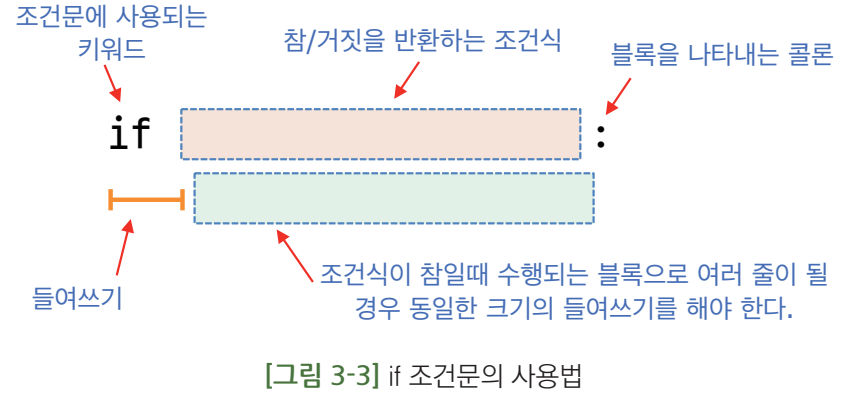 조건문에 사용되는
키워드
참/거짓을 반환하는 조건식
블록을 나타내는 콜론
if :
들여쓰기
조건식이 참일때 수행되는 블록으로 여러 줄이 될
경우 동일한 크기의 들여쓰기를 해야 한다.
[그림 3-3] if 조건문의 사용법